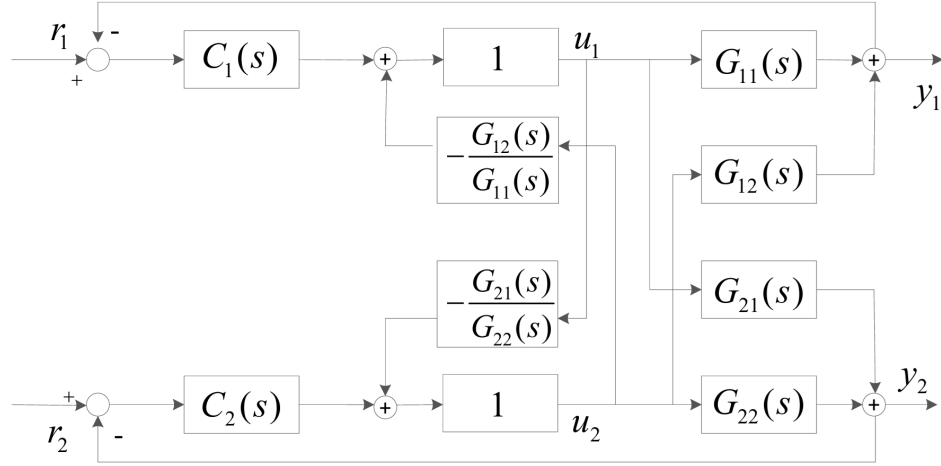 r₁ - C₁(s) + 1 u₁ G₁₁(s) + y₁
+
-G₁₂(s)/G₁₁(s) G₁₂(s)
-G₂₁(s)/G₂₂(s) G₂₁(s)
+ C₂(s) + 1 G₂₂(s) + y₂
r₂ - u₂